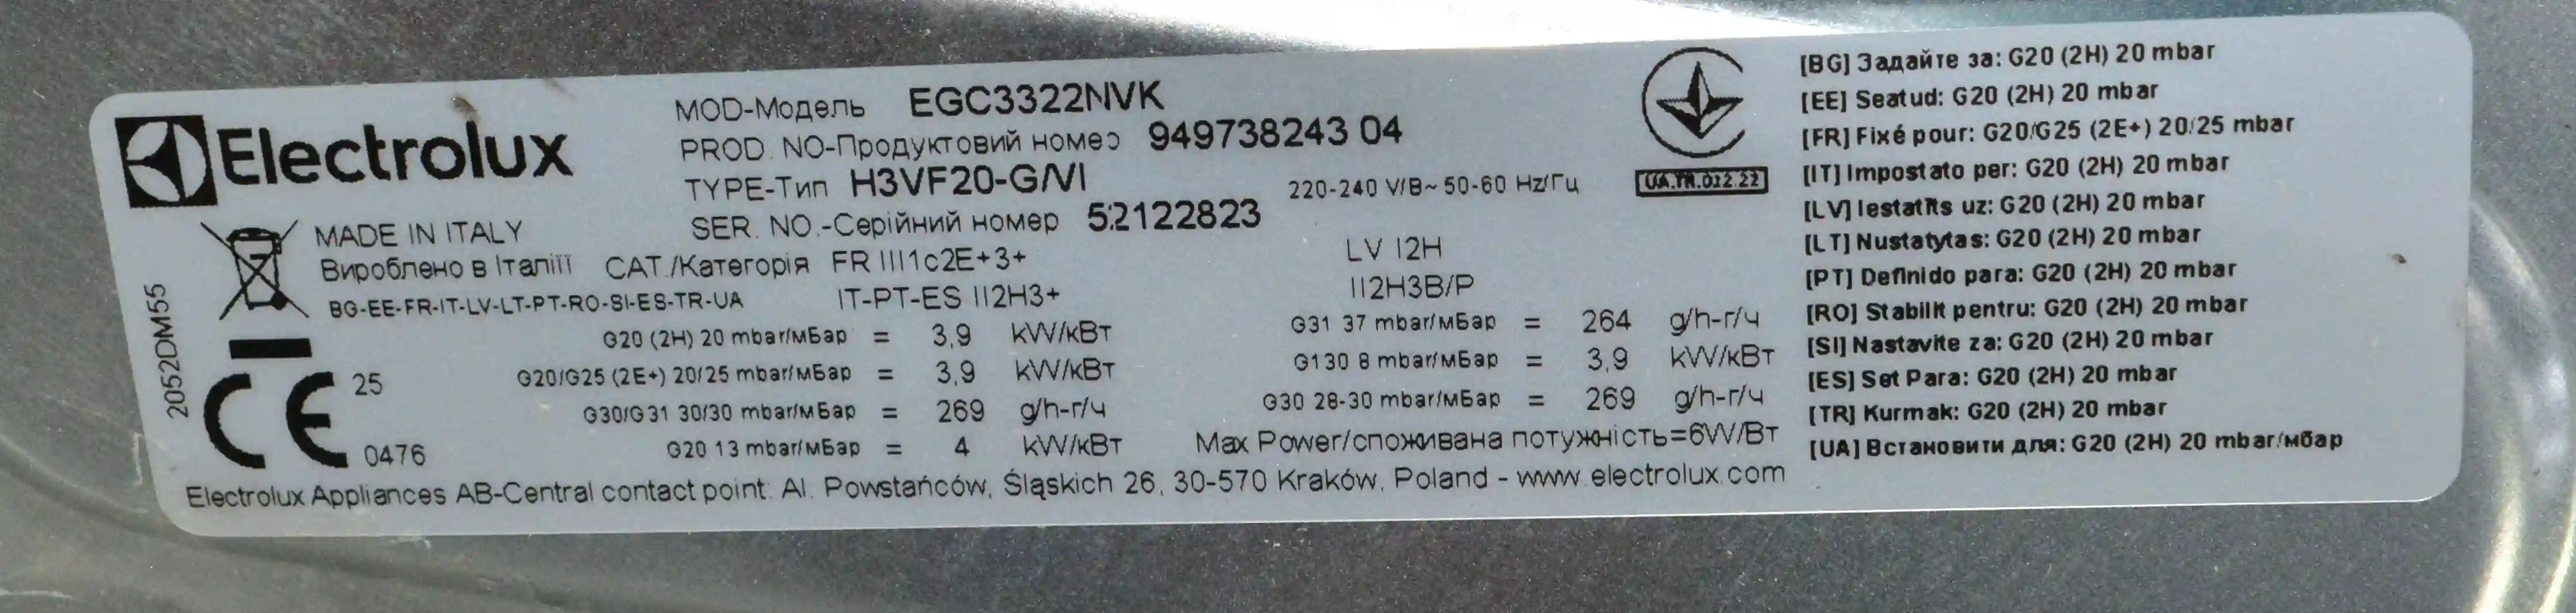 Electrolux
MOD-Модель EGC3322NVK
PROD. NO-Продуктовий номер 949738243 04
TYPE-Тип H3VF20-G/VI 220-240 V/B~ 50-60 Hz/Гц
SER. NO.-Серійний номер 52122823
UA.TR.012.22
MADE IN ITALY
Вироблено в Італіїї CAT./Категорія FR III1c2E+3+ LV I2H
BG-EE-FR-IT-LV-LT-PT-RO-SI-ES-TR-UA IT-PT-ES II2H3+ II2H3B/P
G20 (2H) 20 mbar/мБар = 3,9 kW/кВт
G20/G25 (2E+) 20/25 mbar/мБар = 3,9 kW/кВт
G30/G31 30/30 mbar/мБар = 269 g/h-г/ч
G20 13 mbar/мБар = 4 kW/кВт
G31 37 mbar/мБар = 264 g/h-г/ч
G130 8 mbar/мБар = 3,9 kW/кВт
G30 28-30 mbar/мБар = 269 g/h-г/ч
Max Power/споживана потужність=6W/Вт
2052DM55
CE 25
0476
Electrolux Appliances AB-Central contact point: Al. Powstańców, Śląskich 26, 30-570 Kraków, Poland - www.electrolux.com
[BG] Задайте за: G20 (2H) 20 mbar
[EE] Seatud: G20 (2H) 20 mbar
[FR] Fixé pour: G20/G25 (2E+) 20/25 mbar
[IT] Impostato per: G20 (2H) 20 mbar
[LV] Iestatīts uz: G20 (2H) 20 mbar
[LT] Nustatytas: G20 (2H) 20 mbar
[PT] Definido para: G20 (2H) 20 mbar
[RO] Stabilit pentru: G20 (2H) 20 mbar
[SI] Nastavite za: G20 (2H) 20 mbar
[ES] Set Para: G20 (2H) 20 mbar
[TR] Kurmak: G20 (2H) 20 mbar
[UA] Встановити для: G20 (2H) 20 mbar/мбар